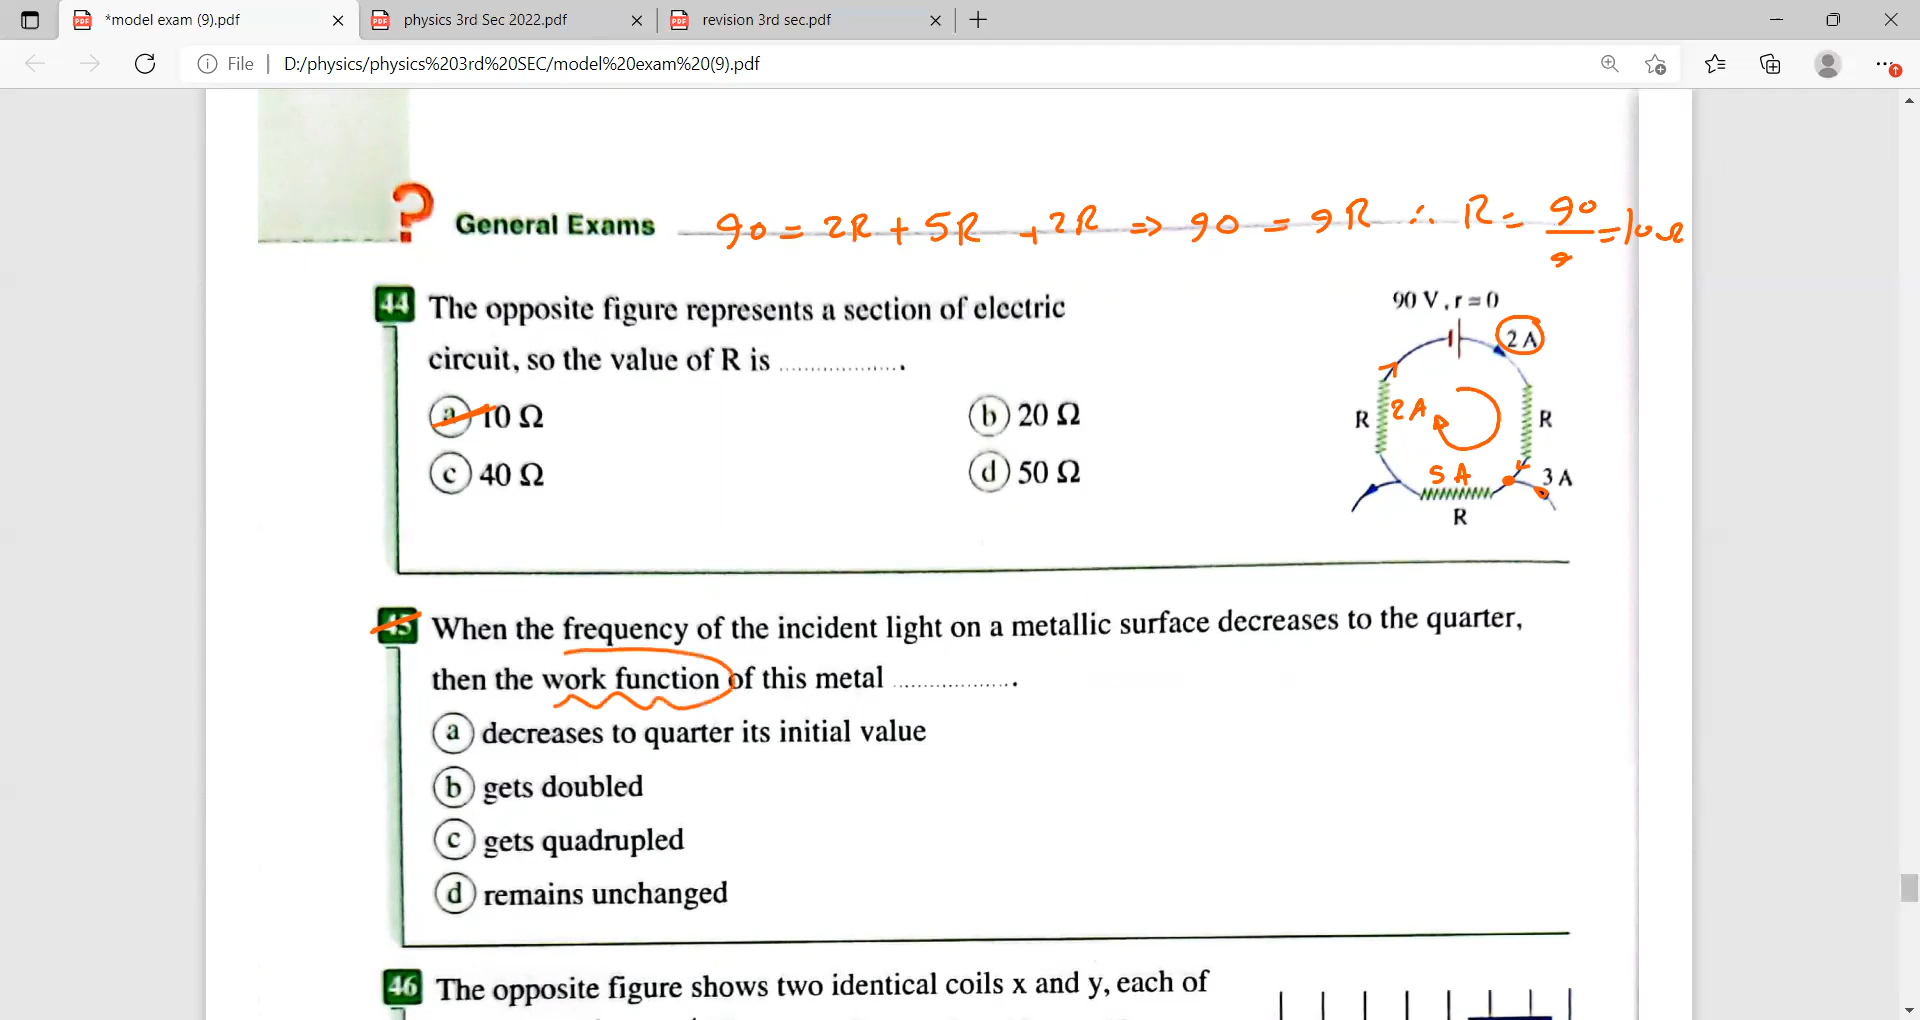 *model exam (9).pdf
physics 3rd Sec 2022.pdf
revision 3rd sec.pdf
File
D:/physics/physics%203rd%20SEC/model%20exam%20(9).pdf
?
General Exams
90 = 2R + 5R + 2R ⇒ 90 = 9R ∴ R = 90/9 = 10Ω
44 The opposite figure represents a section of electric
circuit, so the value of R is ...................
a 10 Ω
b 20 Ω
c 40 Ω
d 50 Ω
90 V , r = 0
2 A
R
2 A
R
5 A
3 A
R
45 When the frequency of the incident light on a metallic surface decreases to the quarter,
then the work function of this metal ...................
a decreases to quarter its initial value
b gets doubled
c gets quadrupled
d remains unchanged
46 The opposite figure shows two identical coils x and y, each of